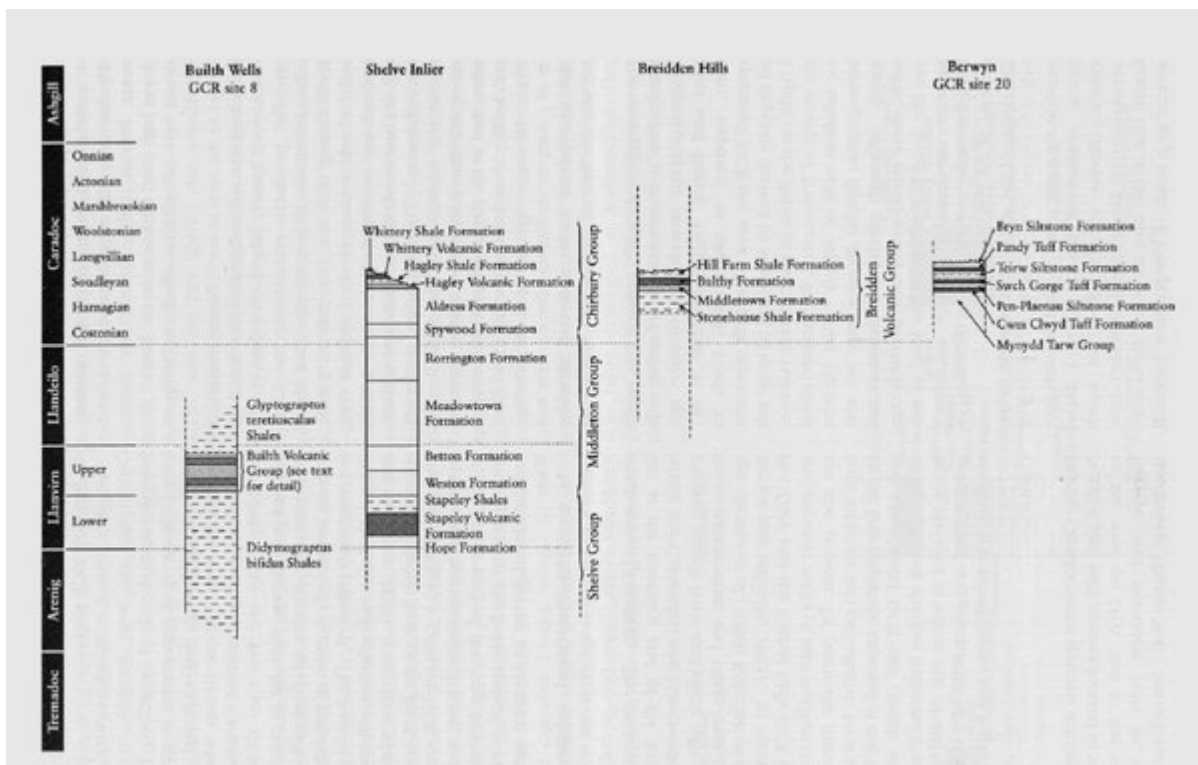 Builth Wells
GCR site 8
Shelve Inlier
Breidden Hills
Berwyn
GCR site 20
Ashgill
Caradoc
Onnian
Actonian
Marshbrookian
Woolstonian
Longvillian
Soudleyan
Harnagian
Costonian
Llandeilo
Llanvirn
Upper
Lower
Arenig
Tremadoc
Glyptograptus
teretiusculus
Shales
Builth Volcanic
Group (see text
for detail)
Didymograptus
bifidus Shales
Whittery Shale Formation
Whittery Volcanic Formation
Hagley Shale Formation
Hagley Volcanic Formation
Aldress Formation
Spywood Formation
Rorrington Formation
Meadowtown
Formation
Betton Formation
Weston Formation
Stapeley Shales
Stapeley Volcanic
Formation
Hope Formation
Chirbury Group
Middleton Group
Shelve Group
Hill Farm Shale Formation
Bulthy Formation
Middletown Formation
Stonehouse Shale Formation
Breidden
Volcanic Group
Bryn Siltstone Formation
Pandy Tuff Formation
Teirw Siltstone Formation
Swch Gorge Tuff Formation
Pen-Plaenau Siltstone Formation
Cwm Clwyd Tuff Formation
Mynydd Tarw Group